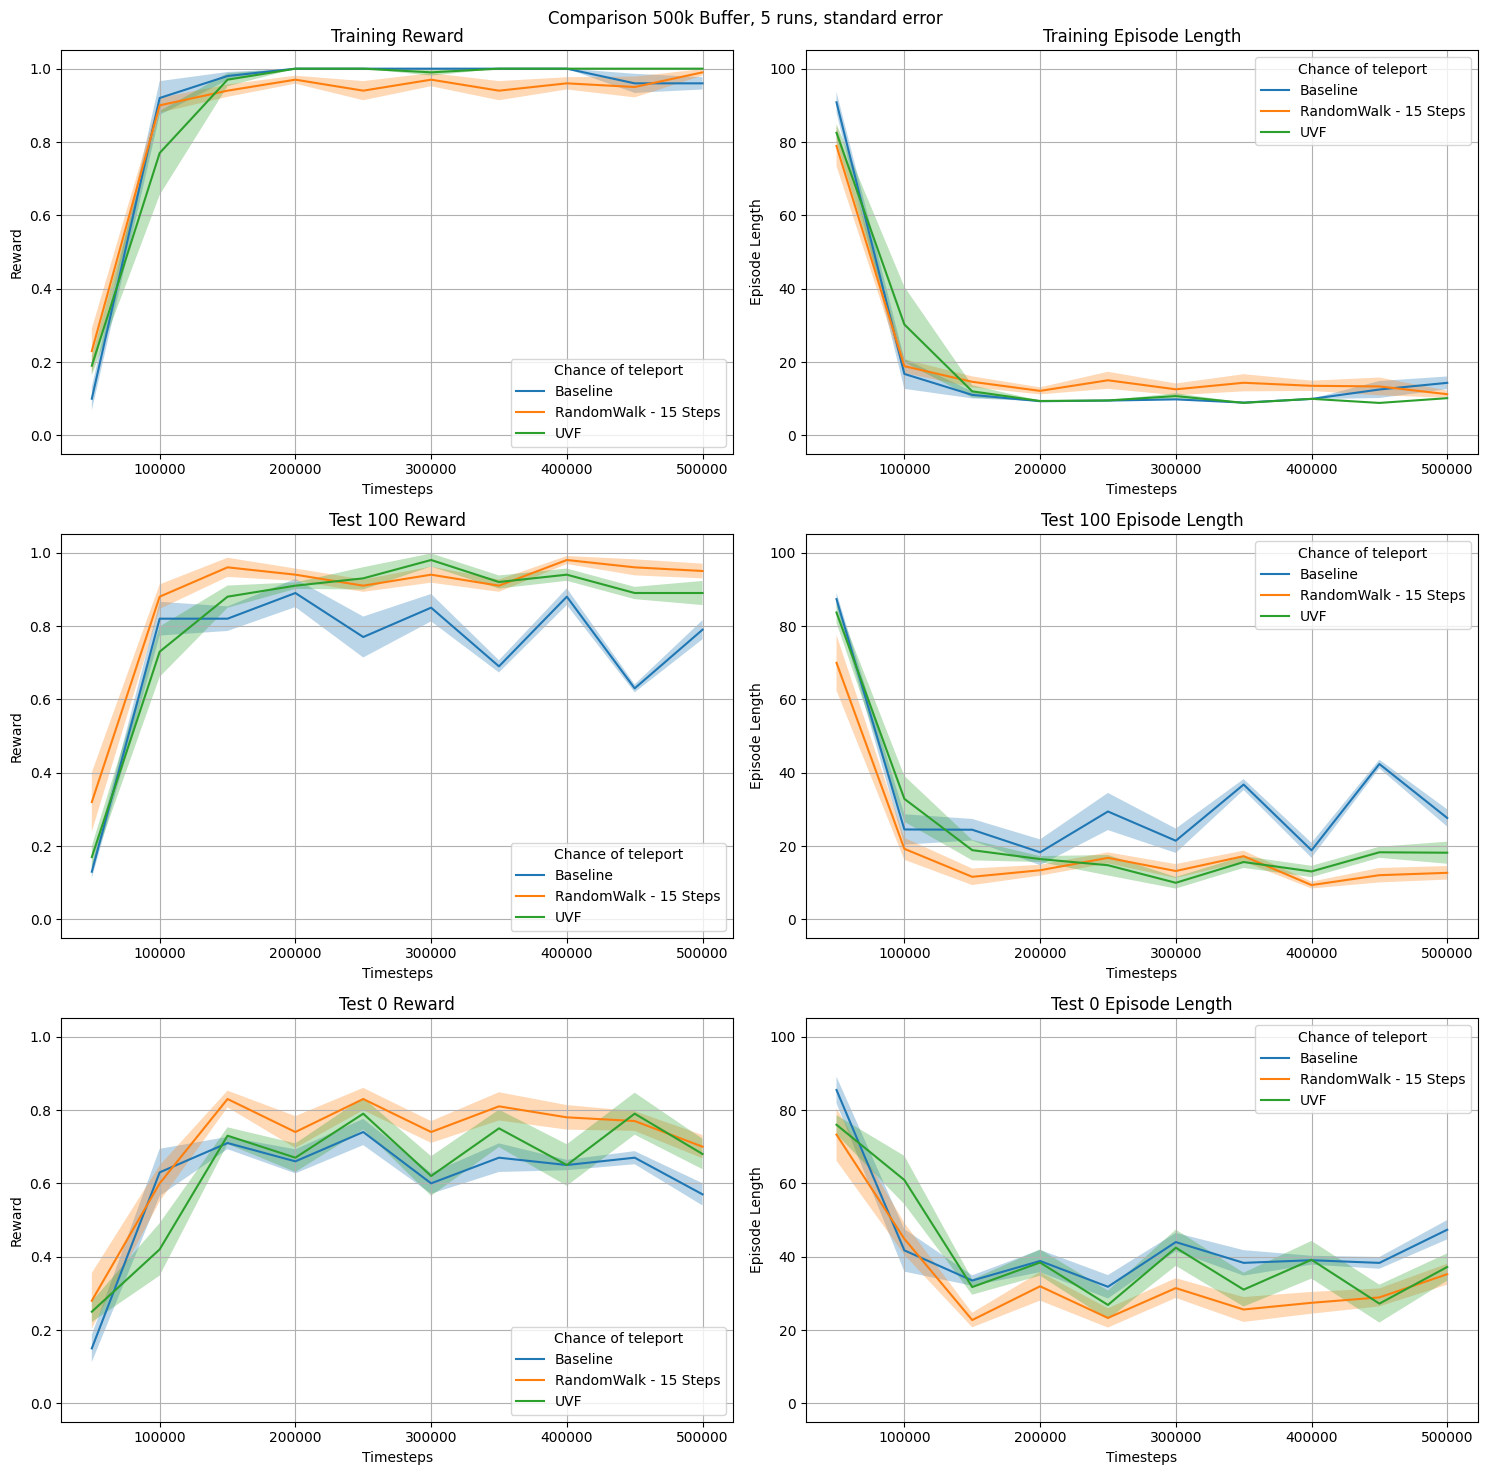 Comparison 500k Buffer, 5 runs, standard error
Training Reward
1.0
0.8
0.6
0.4
0.2
0.0
Reward
100000 200000 300000 400000 500000
Timesteps
Chance of teleport
Baseline
RandomWalk - 15 Steps
UVF
Training Episode Length
100
80
60
40
20
0
Episode Length
100000 200000 300000 400000 500000
Timesteps
Chance of teleport
Baseline
RandomWalk - 15 Steps
UVF
Test 100 Reward
1.0
0.8
0.6
0.4
0.2
0.0
Reward
100000 200000 300000 400000 500000
Timesteps
Chance of teleport
Baseline
RandomWalk - 15 Steps
UVF
Test 100 Episode Length
100
80
60
40
20
0
Episode Length
100000 200000 300000 400000 500000
Timesteps
Chance of teleport
Baseline
RandomWalk - 15 Steps
UVF
Test 0 Reward
1.0
0.8
0.6
0.4
0.2
0.0
Reward
100000 200000 300000 400000 500000
Timesteps
Chance of teleport
Baseline
RandomWalk - 15 Steps
UVF
Test 0 Episode Length
100
80
60
40
20
0
Episode Length
100000 200000 300000 400000 500000
Timesteps
Chance of teleport
Baseline
RandomWalk - 15 Steps
UVF